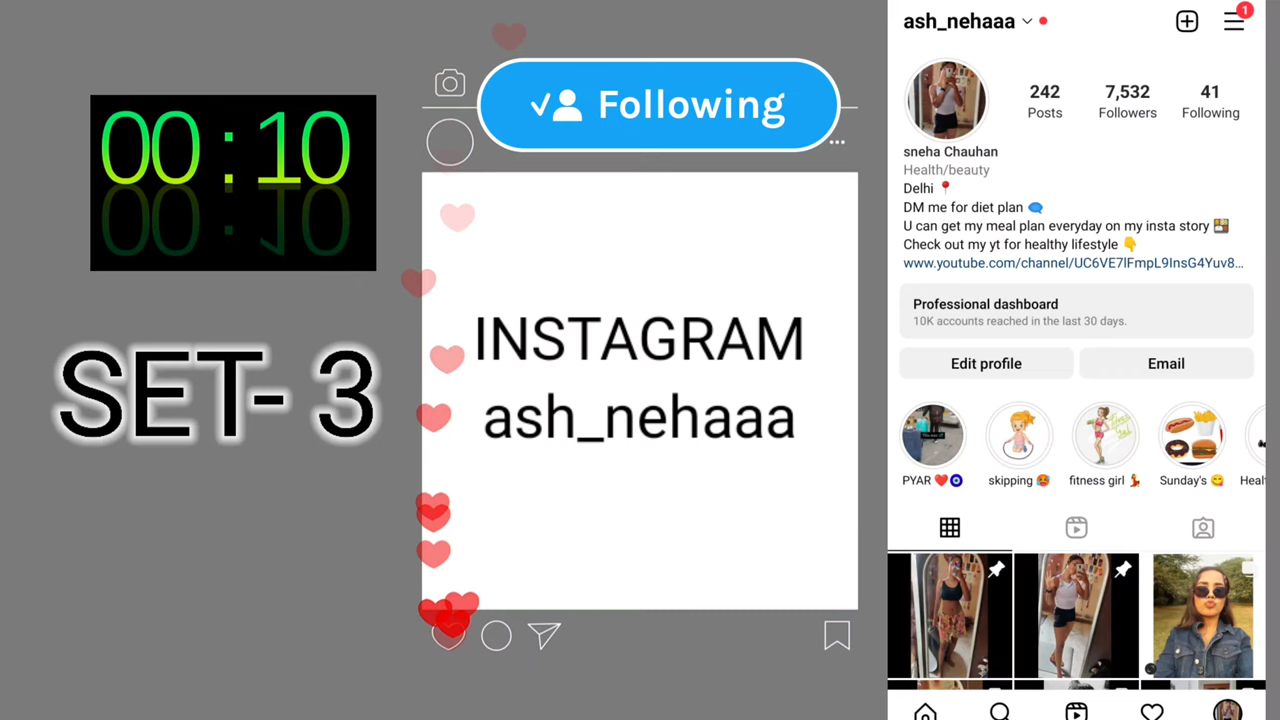 00:10
SET- 3
Following
INSTAGRAM
ash_nehaaa
ash_nehaaa
1
242
Posts
7,532
Followers
41
Following
sneha Chauhan
Health/beauty
Delhi 📍
DM me for diet plan 🗨️
U can get my meal plan everyday on my insta story 🍱
Check out my yt for healthy lifestyle 👇
www.youtube.com/channel/UC6VE7lFmpL9InsG4Yuv8...
Professional dashboard
10K accounts reached in the last 30 days.
Edit profile
Email
PYAR ❤️🧿
skipping 🥵
fitness girl 💃
Sunday's 😋
Heal